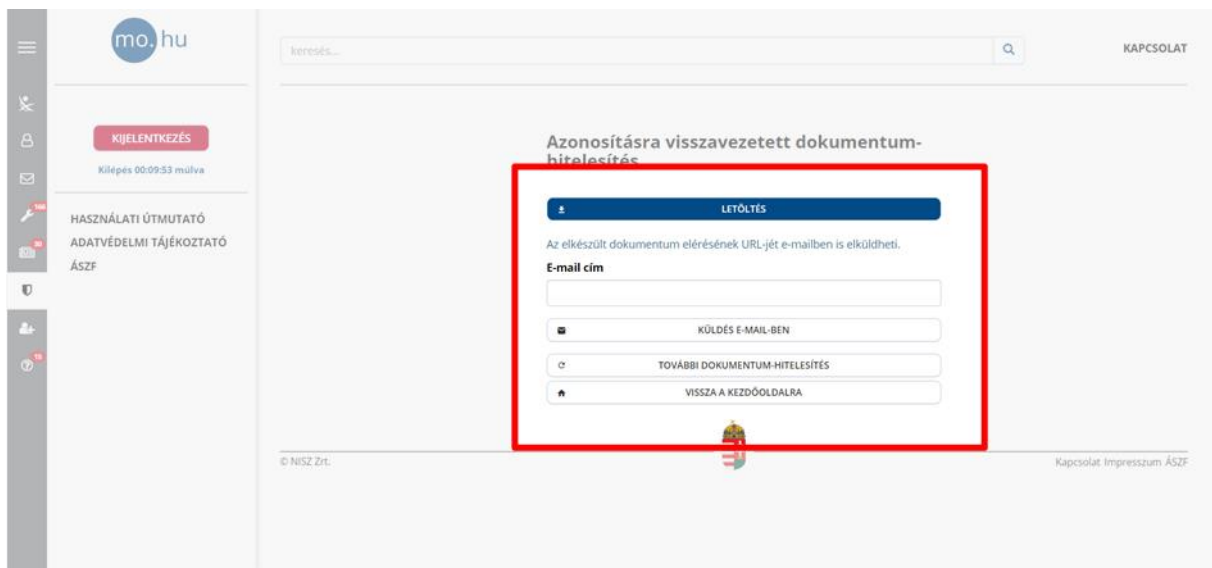 mo.hu
keresés...
KAPCSOLAT
KIJELENTKEZÉS
Kilépés 00:09:53 múlva
HASZNÁLATI ÚTMUTATÓ
ADATVÉDELMI TÁJÉKOZTATÓ
ÁSZF
Azonosításra visszavezetett dokumentum-
hitelesítés
LETÖLTÉS
Az elkészült dokumentum elérésének URL-jét e-mailben is elküldheti.
E-mail cím
KÜLDÉS E-MAIL-BEN
TOVÁBBI DOKUMENTUM-HITELESÍTÉS
VISSZA A KEZDŐOLDALRA
© NISZ Zrt.
Kapcsolat Impresszum ÁSZF